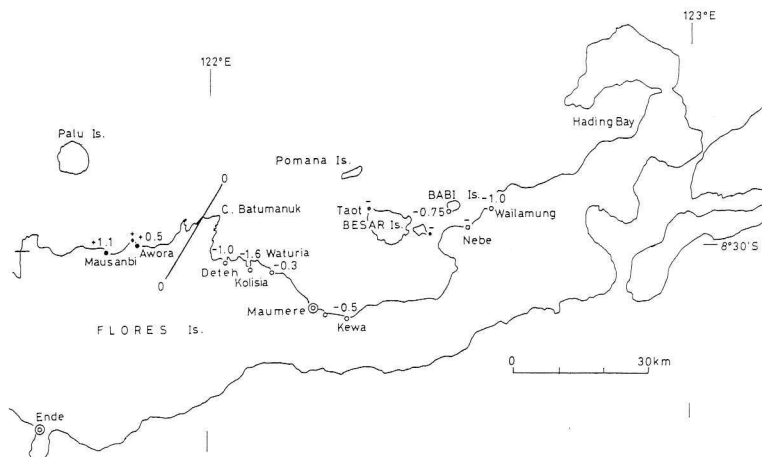 123°E
122°E
Hading Bay
Palu Is.
Pomana Is.
0
C. Batumanuk
BABI Is.
-1.0
Taot
-
-0.75
Wailamung
BESAR Is.
-
-
Nebe
+1.1
+
+0.5
Mausanbi
Awora
-1.0
-1.6
Waturia
-0.3
Deteh
Kolisia
8°30'S
0
Maumere
-0.5
Kewa
FLORES Is.
0
30km
Ende